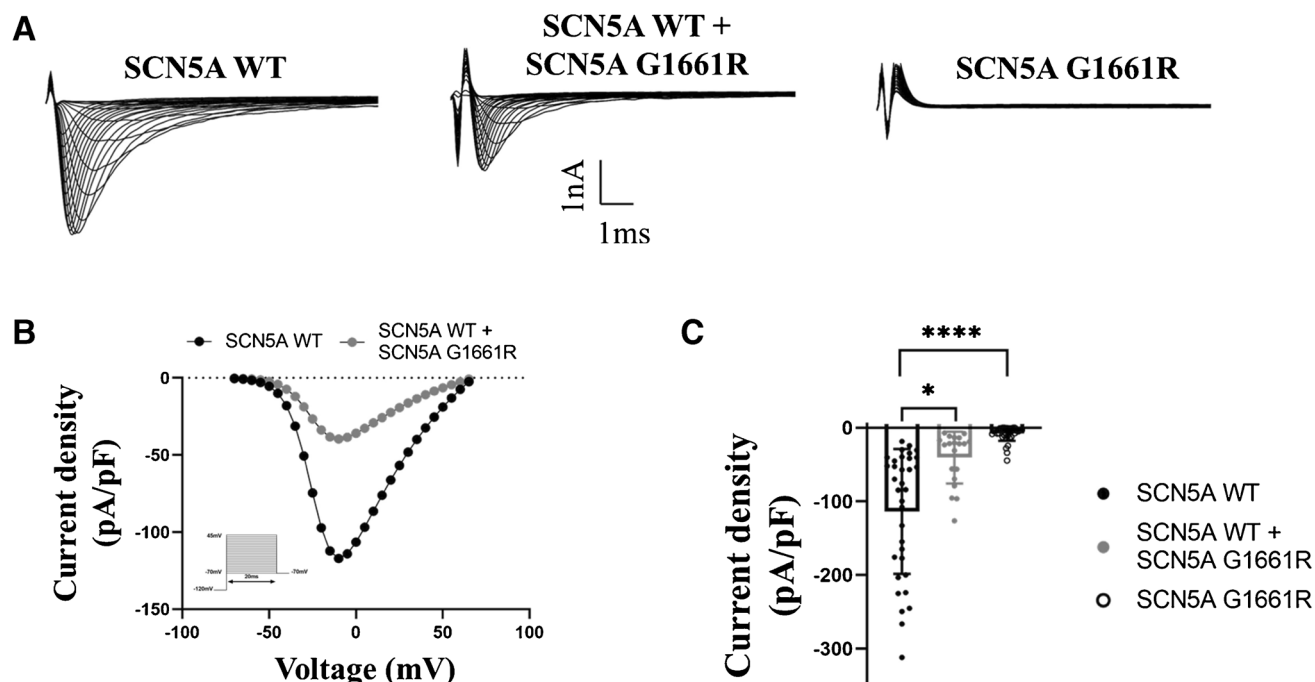 A
SCN5A WT
SCN5A WT +
SCN5A G1661R
SCN5A G1661R
1nA
1ms
B
SCN5A WT
SCN5A WT +
SCN5A G1661R
Current density
(pA/pF)
0
-50
-100
-150
-100
-50
0
50
100
Voltage (mV)
45mV
-70mV
20ms
-70mV
-120mV
C
****
*
Current density
(pA/pF)
0
-100
-200
-300
SCN5A WT
SCN5A WT +
SCN5A G1661R
SCN5A G1661R